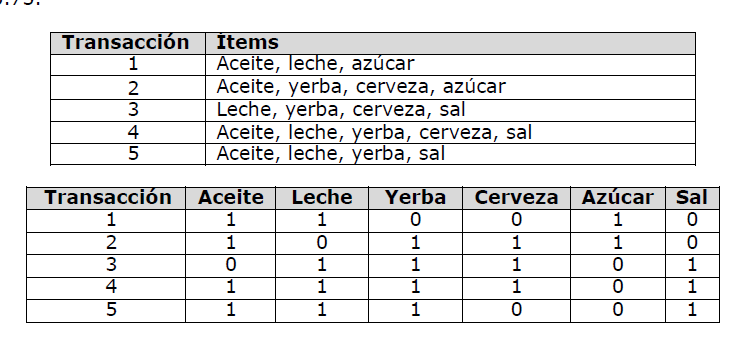 Transacción Ítems
1 Aceite, leche, azúcar
2 Aceite, yerba, cerveza, azúcar
3 Leche, yerba, cerveza, sal
4 Aceite, leche, yerba, cerveza, sal
5 Aceite, leche, yerba, sal
Transacción Aceite Leche Yerba Cerveza Azúcar Sal
1 1 1 0 0 1 0
2 1 0 1 1 1 0
3 0 1 1 1 0 1
4 1 1 1 1 0 1
5 1 1 1 0 0 1